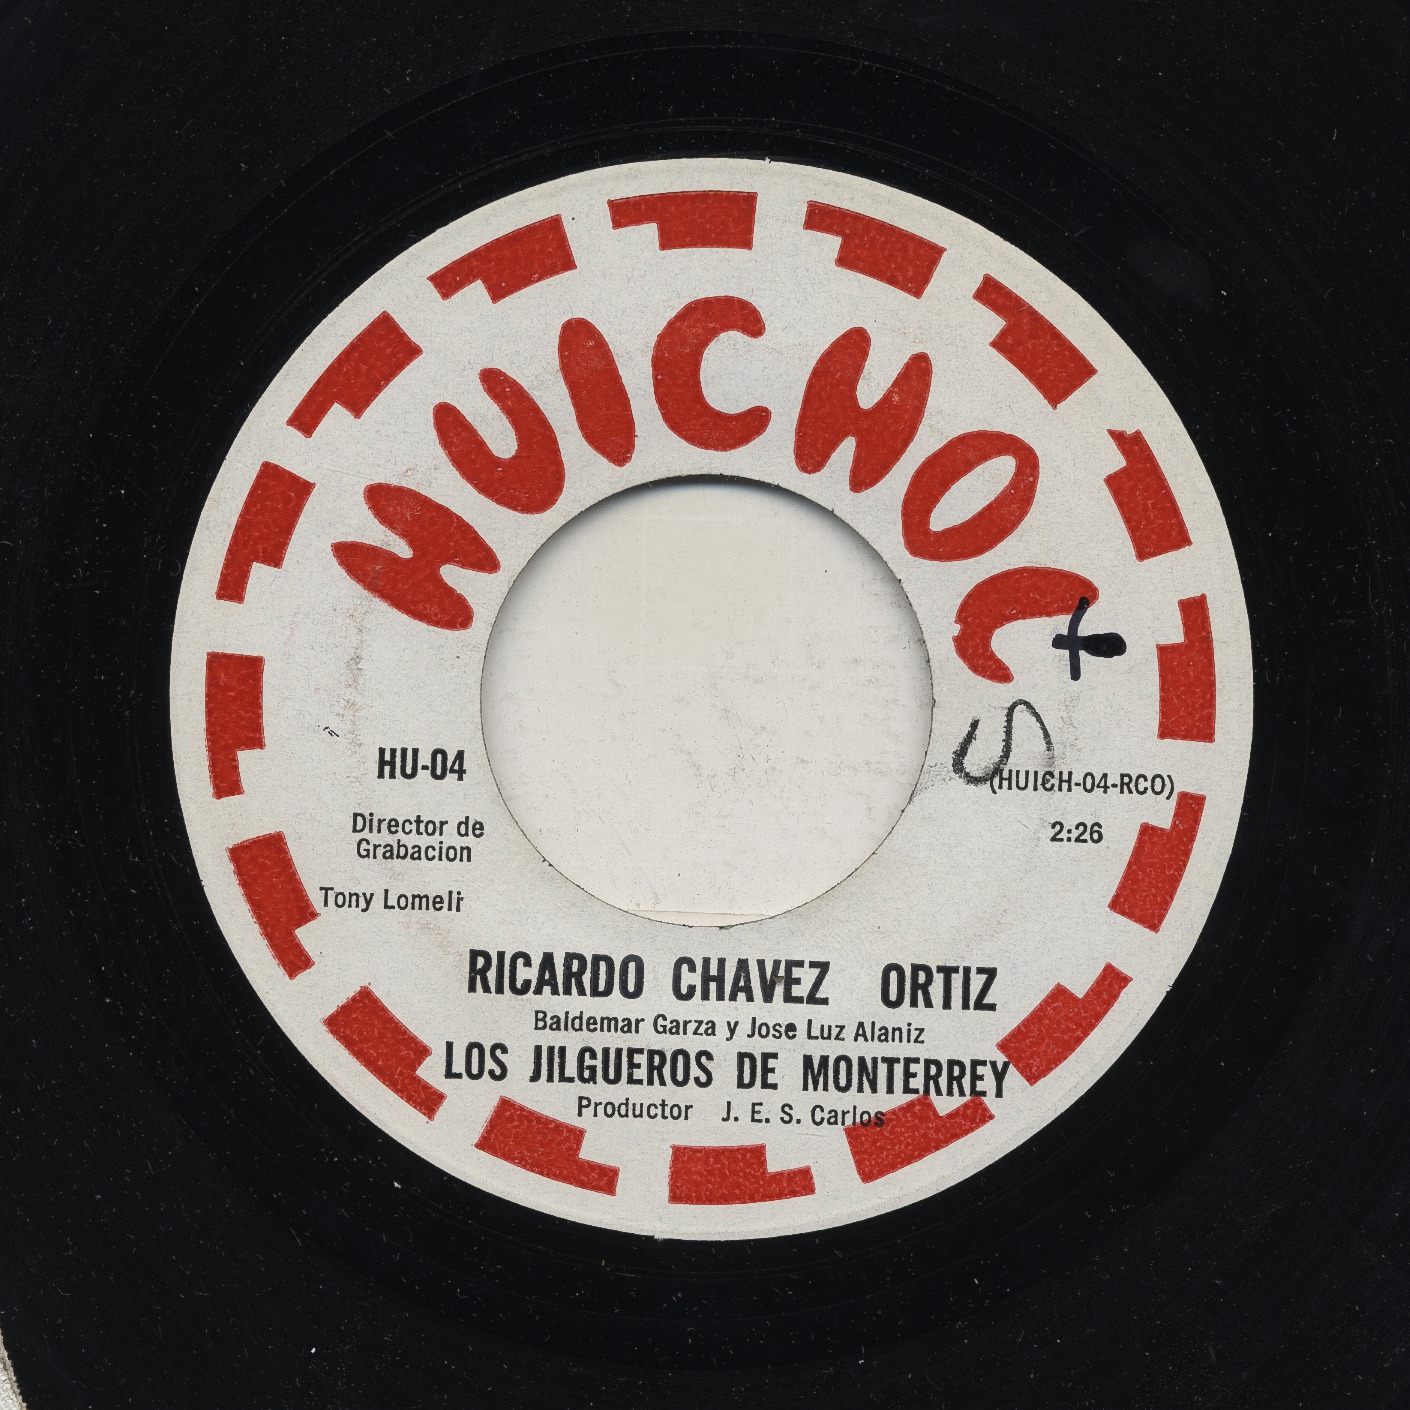 HUICHOL
HU-04
(HUICH-04-RCO)
2:26
Director de
Grabacion
Tony Lomeli
RICARDO CHAVEZ ORTIZ
Baldemar Garza y Jose Luz Alaniz
LOS JILGUEROS DE MONTERREY
Productor J. E. S. Carlos